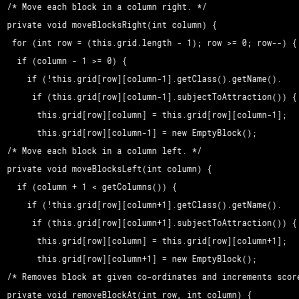 /* Move each block in a column right. */
private void moveBlocksRight(int column) {
for (int row = (this.grid.length - 1); row >= 0; row--) {
if (column - 1 >= 0) {
if (!this.grid[row][column-1].getClass().getName().
if (this.grid[row][column-1].subjectToAttraction()) {
this.grid[row][column] = this.grid[row][column-1];
this.grid[row][column-1] = new EmptyBlock();
/* Move each block in a column left. */
private void moveBlocksLeft(int column) {
if (column + 1 < getColumns()) {
if (!this.grid[row][column+1].getClass().getName.
if (this.grid[row][column+1].subjectToAttraction()) {
this.grid[row][column] = this.grid[row][column+1];
this.grid[row][column+1] = new EmptyBlock();
/* Removes block at given co-ordinates and increments score
private void removeBlockAt(int row, int column) {